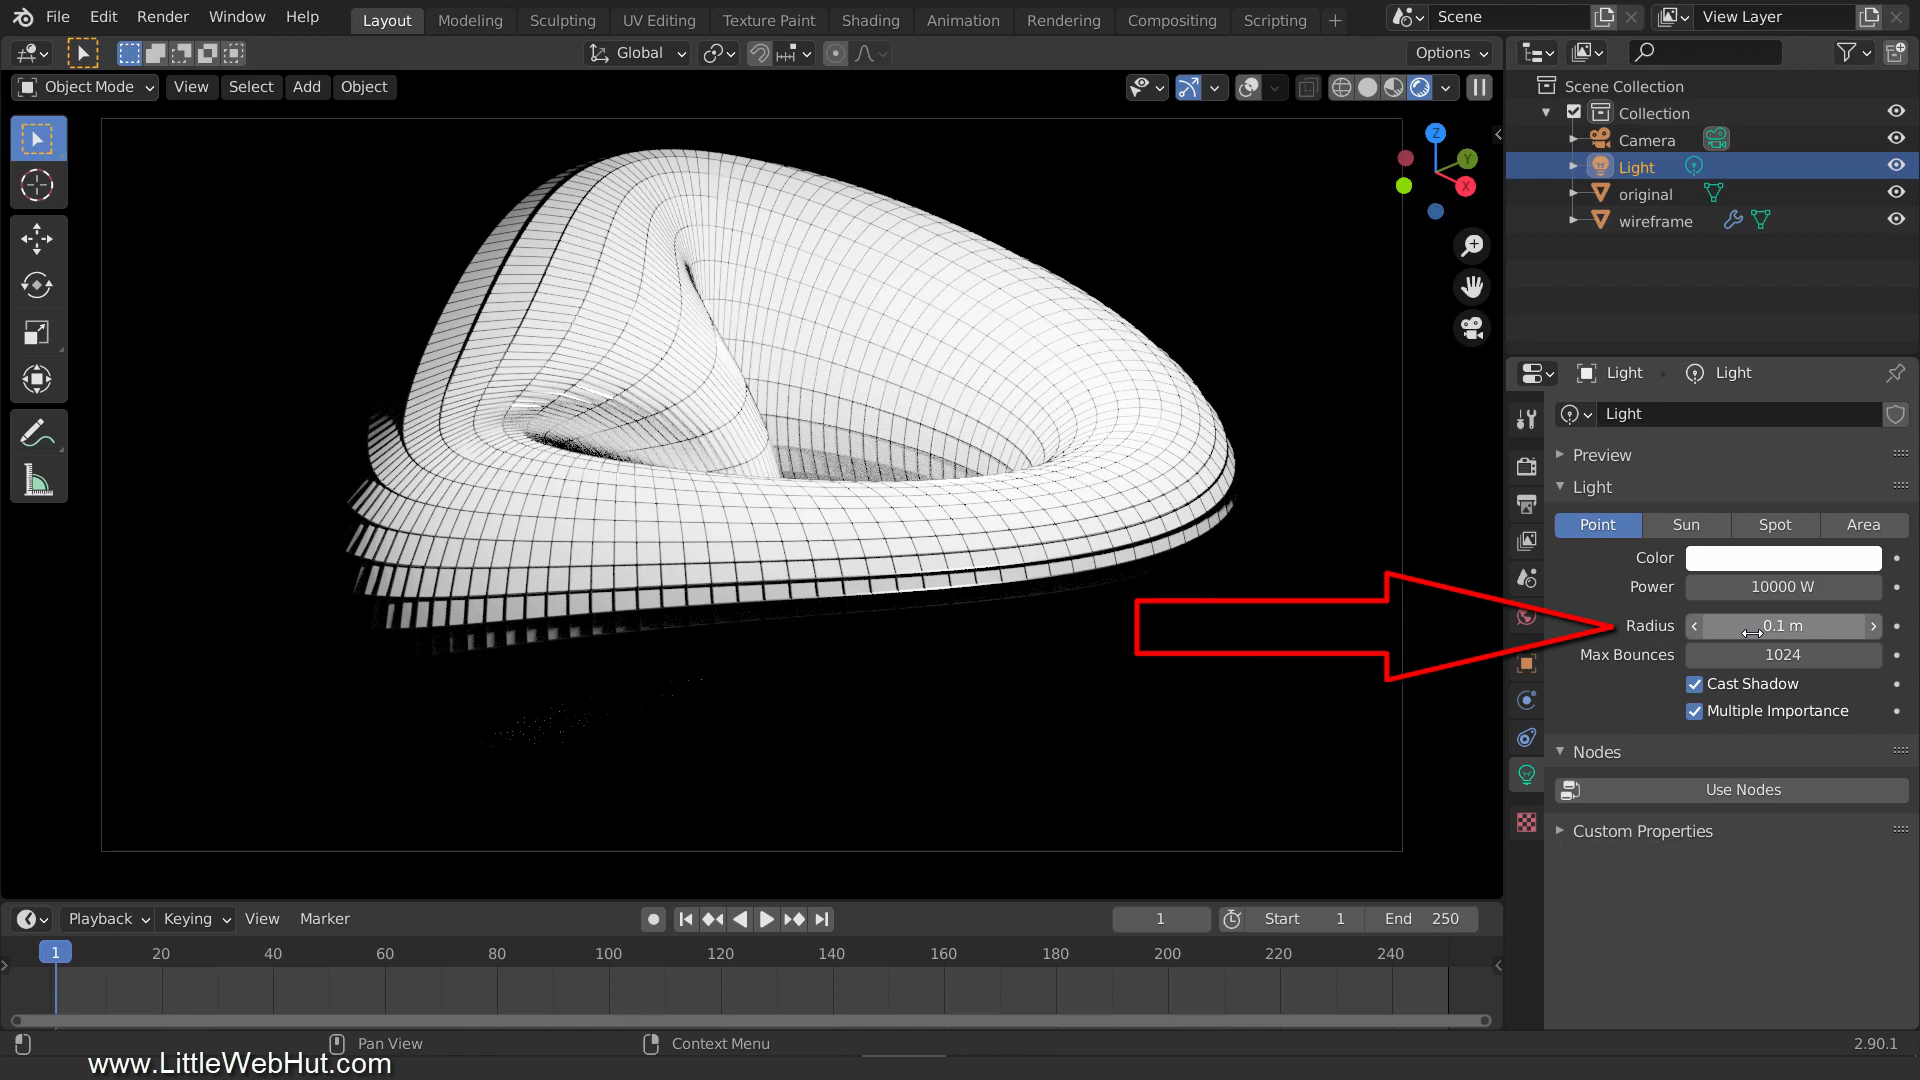 File Edit Render Window Help
Layout Modeling Sculpting UV Editing Texture Paint Shading Animation Rendering Compositing Scripting +
Scene
View Layer
Global
Options
Object Mode View Select Add Object
Z
Y
X
Scene Collection
Collection
Camera
Light
original
wireframe
Light Light
Light
Preview
Light
Point Sun Spot Area
Color
Power 10000 W
Radius 0.1 m
Max Bounces 1024
Cast Shadow
Multiple Importance
Nodes
Use Nodes
Custom Properties
Playback Keying View Marker
1 Start 1 End 250
1 20 40 60 80 100 120 140 160 180 200 220 240
Pan View Context Menu 2.90.1
www.LittleWebHut.com